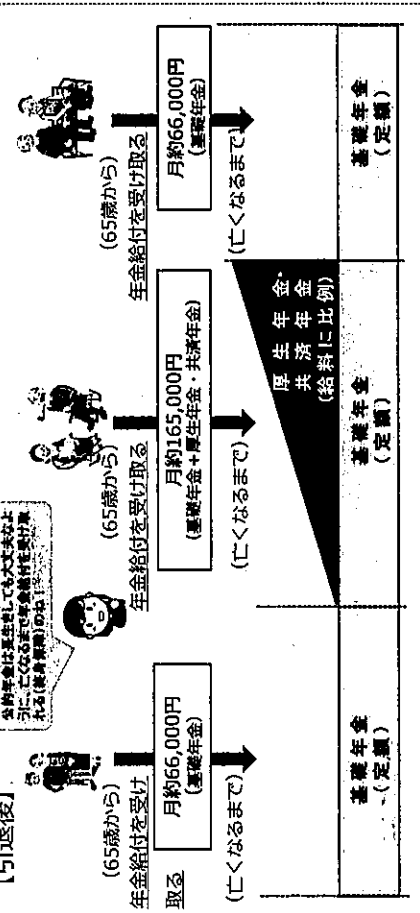 【引退後】
公的年金は長生きしても大丈夫なよ
うに、亡くなるまで年金給付を受け取
れる(終身保障)のね！
(65歳から)
年金給付を受け
取る
月約66,000円
(基礎年金)
(亡くなるまで)
基礎年金
(定額)
(65歳から)
年金給付を受け取る
月約165,000円
(基礎年金+厚生年金・共済年金)
(亡くなるまで)
厚生年金・
共済年金
(給料に比例)
基礎年金
(定額)
(65歳から)
年金給付を受け取る
月約66,000円
(基礎年金)
(亡くなるまで)
基礎年金
(定額)